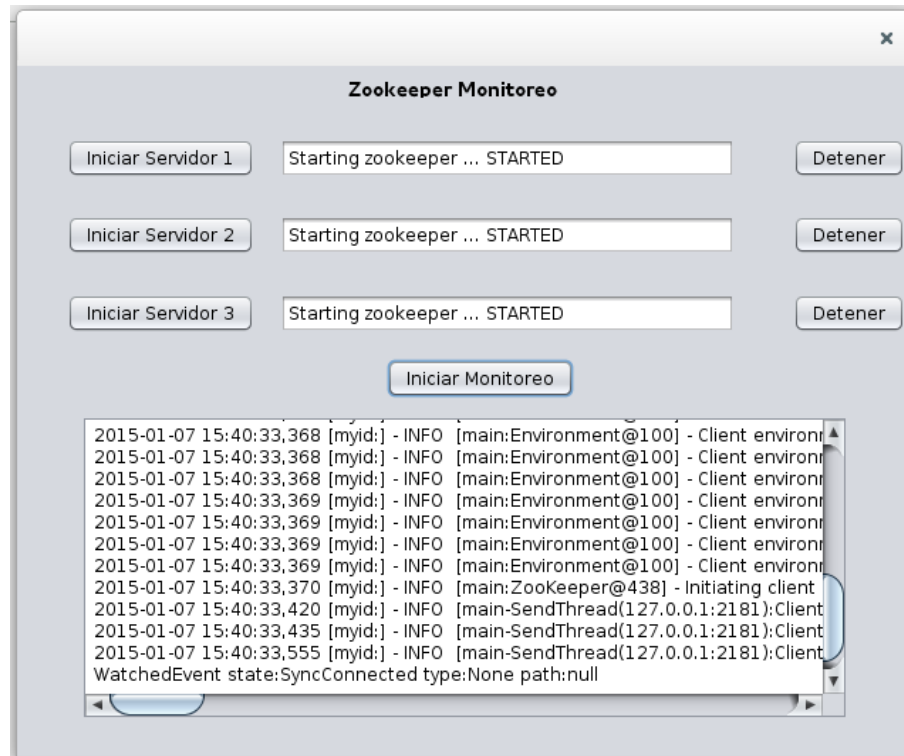 ×
Zookeeper Monitoreo
Iniciar Servidor 1 Starting zookeeper ... STARTED Detener
Iniciar Servidor 2 Starting zookeeper ... STARTED Detener
Iniciar Servidor 3 Starting zookeeper ... STARTED Detener
Iniciar Monitoreo
2015-01-07 15:40:33,368 [myid:] - INFO [main:Environment@100] - Client
2015-01-07 15:40:33,368 [myid:] - INFO [main:Environment@100] - Client
2015-01-07 15:40:33,368 [myid:] - INFO [main:Environment@100] - Client
2015-01-07 15:40:33,369 [myid:] - INFO [main:Environment@100] - Client
2015-01-07 15:40:33,369 [myid:] - INFO [main:Environment@100] - Client
2015-01-07 15:40:33,369 [myid:] - INFO [main:Environment@100] - Client
2015-01-07 15:40:33,369 [myid:] - INFO [main:Environment@100] - Client
2015-01-07 15:40:33,370 [myid:] - INFO [main:ZooKeeper@438] - Initiating client
2015-01-07 15:40:33,420 [myid:] - INFO [main-SendThread(127.0.0.1:2181):Client
2015-01-07 15:40:33,435 [myid:] - INFO [main-SendThread(127.0.0.1:2181):Client
2015-01-07 15:40:33,555 [myid:] - INFO [main-SendThread(127.0.0.1:2181):Client
WatchedEvent state:SyncConnected type:None path:null